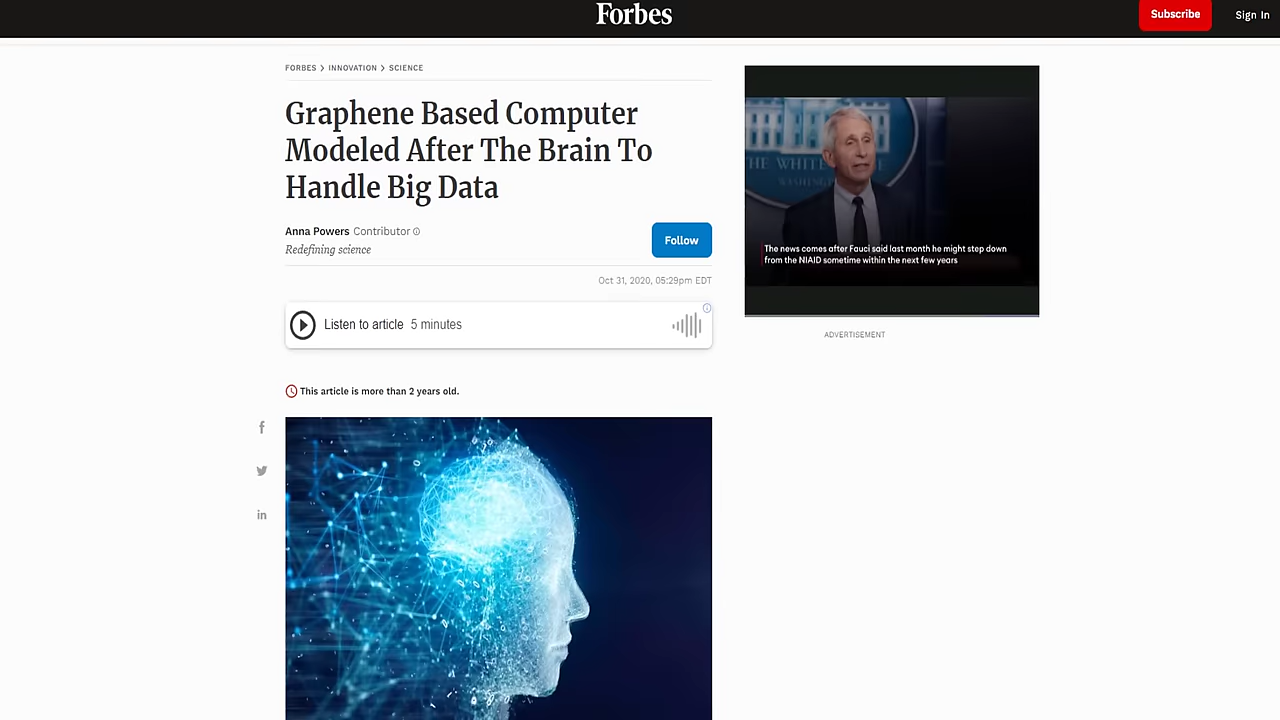 Forbes
Subscribe
Sign In
FORBES > INNOVATION > SCIENCE
Graphene Based Computer
Modeled After The Brain To
Handle Big Data
Anna Powers Contributor
Redefining science
Follow
Oct 31, 2020, 05:29pm EDT
Listen to article 5 minutes
This article is more than 2 years old.
THE WHITE
WASHINGTON
The news comes after Fauci said last month he might step down
from the NIAID sometime within the next few years
ADVERTISEMENT